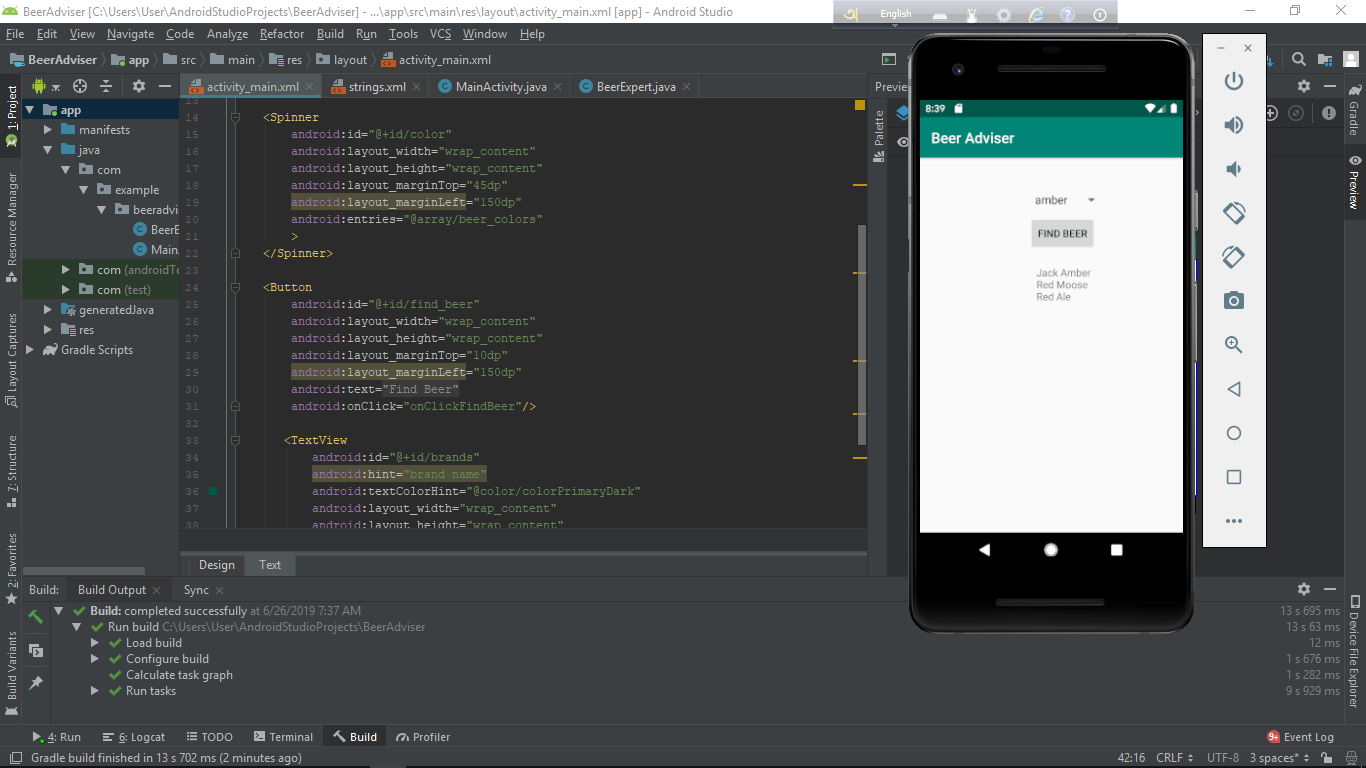 BeerAdviser [C:\Users\User\AndroidStudioProjects\BeerAdviser] - ...\app\src\main\res\layout\activity_main.xml [app] - Android Studio
English
File Edit View Navigate Code Analyze Refactor Build Run Tools VCS Window Help
BeerAdviser app src main res layout activity_main.xml
activity_main.xml strings.xml MainActivity.java BeerExpert.java
Previe
1: Project
Resource Manager
Layout Captures
7: Structure
2: Favorites
Build Variants
app
manifests
java
com
example
beeradvis
BeerE
Main
com (androidTe
com (test)
generatedJava
res
Gradle Scripts
13
14 <Spinner
15 android:id="@+id/color"
16 android:layout_width="wrap_content"
17 android:layout_height="wrap_content"
18 android:layout_marginTop="45dp"
19 android:layout_marginLeft="150dp"
20 android:entries="@array/beer_colors"
21 >
22 </Spinner>
23
24 <Button
25 android:id="@+id/find_beer"
26 android:layout_width="wrap_content"
27 android:layout_height="wrap_content"
28 android:layout_marginTop="10dp"
29 android:layout_marginLeft="150dp"
30 android:text="Find Beer"
31 android:onClick="onClickFindBeer"/>
32
33 <TextView
34 android:id="@+id/brands"
35 android:hint="brand name"
36 android:textColorHint="@color/colorPrimaryDark"
37 android:layout_width="wrap_content"
38 android:layout_height="wrap_content"
Design Text
Palette
8:39
Beer Adviser
amber
FIND BEER
Jack Amber
Red Moose
Red Ale
Gradle
Preview
Device File Explorer
Build: Build Output Sync
Build: completed successfully at 6/26/2019 7:37 AM 13 s 695 ms
Run build C:\Users\User\AndroidStudioProjects\BeerAdviser 13 s 63 ms
Load build 12 ms
Configure build 1 s 676 ms
Calculate task graph 1 s 282 ms
Run tasks 9 s 929 ms
4: Run 6: Logcat TODO Terminal Build Profiler 9+ Event Log
Gradle build finished in 13 s 702 ms (2 minutes ago) 42:16 CRLF UTF-8 3 spaces*